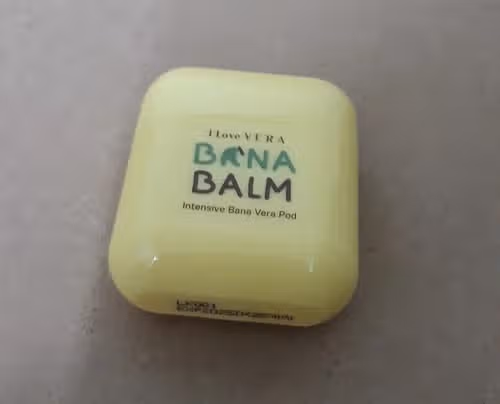 I Love VERA
BANA
BALM
Intensive Bana Vera Pod